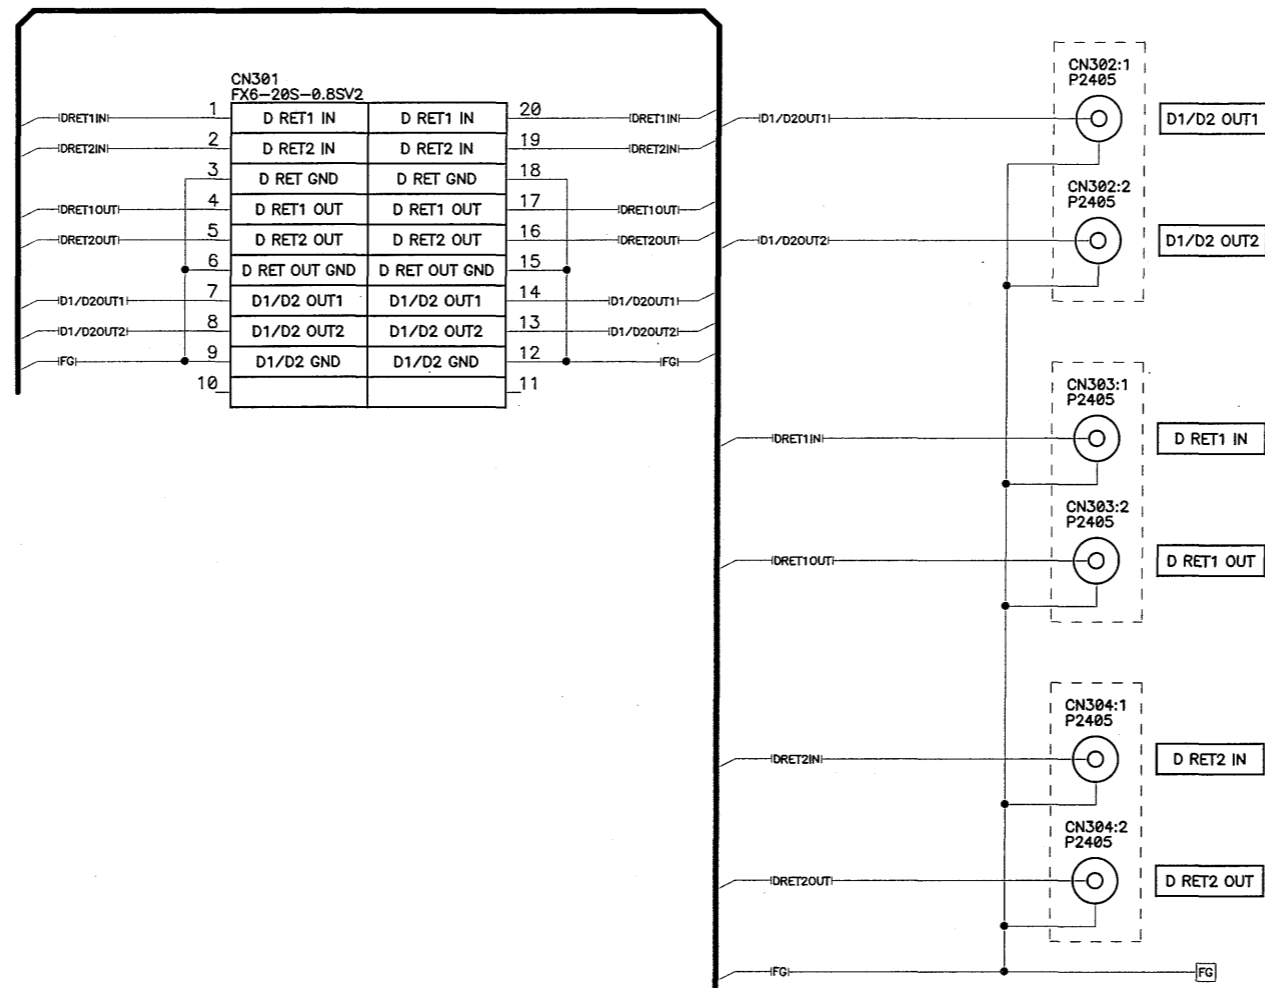 CN301
FX6-20S-0.8SV2
DRET1IN 1 D RET1 IN D RET1 IN 20 DRET1IN
DRET2IN 2 D RET2 IN D RET2 IN 19 DRET2IN
3 D RET GND D RET GND 18
DRET1OUT 4 D RET1 OUT D RET1 OUT 17 DRET1OUT
DRET2OUT 5 D RET2 OUT D RET2 OUT 16 DRET2OUT
6 D RET OUT GND D RET OUT GND 15
D1/D2OUT1 7 D1/D2 OUT1 D1/D2 OUT1 14 D1/D2OUT1
D1/D2OUT2 8 D1/D2 OUT2 D1/D2 OUT2 13 D1/D2OUT2
FG 9 D1/D2 GND D1/D2 GND 12 FG
10 11
CN302:1
P2405
D1/D2OUT1 D1/D2 OUT1
CN302:2
P2405
D1/D2OUT2 D1/D2 OUT2
CN303:1
P2405
DRET1IN D RET1 IN
CN303:2
P2405
DRET1OUT D RET1 OUT
CN304:1
P2405
DRET2IN D RET2 IN
CN304:2
P2405
DRET2OUT D RET2 OUT
FG FG